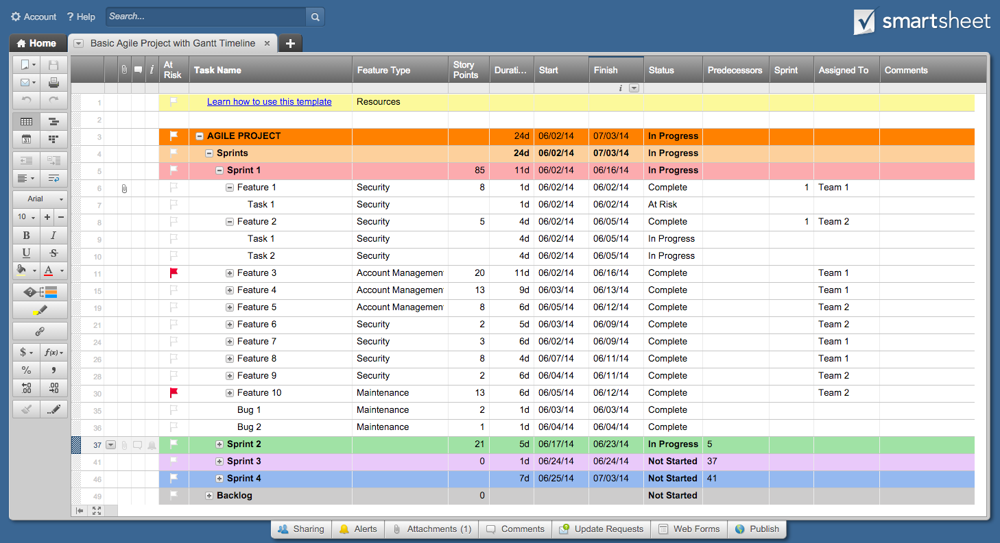 Account ? Help Search... smartsheet
Home Basic Agile Project with Gantt Timeline × +
At Risk Task Name Feature Type Story Points Durati... Start Finish Status Predecessors Sprint Assigned To Comments
i
1 Learn how to use this template Resources
2
3 AGILE PROJECT 24d 06/02/14 07/03/14 In Progress
4 Sprints 24d 06/02/14 07/03/14 In Progress
5 Sprint 1 85 11d 06/02/14 06/16/14 In Progress
6 Feature 1 Security 8 1d 06/02/14 06/02/14 Complete 1 Team 1
7 Task 1 Security 1d 06/02/14 06/02/14 At Risk
8 Feature 2 Security 5 4d 06/02/14 06/05/14 Complete 1 Team 2
9 Task 1 Security 4d 06/02/14 06/05/14 In Progress
10 Task 2 Security 4d 06/02/14 06/05/14 In Progress
11 Feature 3 Account Management 20 11d 06/02/14 06/16/14 Complete Team 1
15 Feature 4 Account Management 13 9d 06/03/14 06/13/14 Complete Team 1
19 Feature 5 Account Management 8 6d 06/05/14 06/12/14 Complete Team 2
21 Feature 6 Security 2 5d 06/03/14 06/09/14 Complete Team 2
24 Feature 7 Security 3 6d 06/02/14 06/09/14 Complete Team 1
26 Feature 8 Security 8 4d 06/07/14 06/11/14 Complete Team 1
28 Feature 9 Security 2 6d 06/04/14 06/11/14 Complete Team 2
30 Feature 10 Maintenance 13 6d 06/05/14 06/12/14 Complete Team 2
35 Bug 1 Maintenance 2 1d 06/03/14 06/03/14 Complete
36 Bug 2 Maintenance 1 1d 06/04/14 06/04/14 Complete
37 Sprint 2 21 5d 06/17/14 06/23/14 In Progress 5
41 Sprint 3 0 1d 06/24/14 06/24/14 Not Started 37
46 Sprint 4 7d 06/25/14 07/03/14 Not Started 41
49 Backlog 0 Not Started
31
Arial
10 + −
B I
U S
A
?
$ f(x)
% ,
.00 .00
Sharing Alerts Attachments (1) Comments Update Requests Web Forms Publish